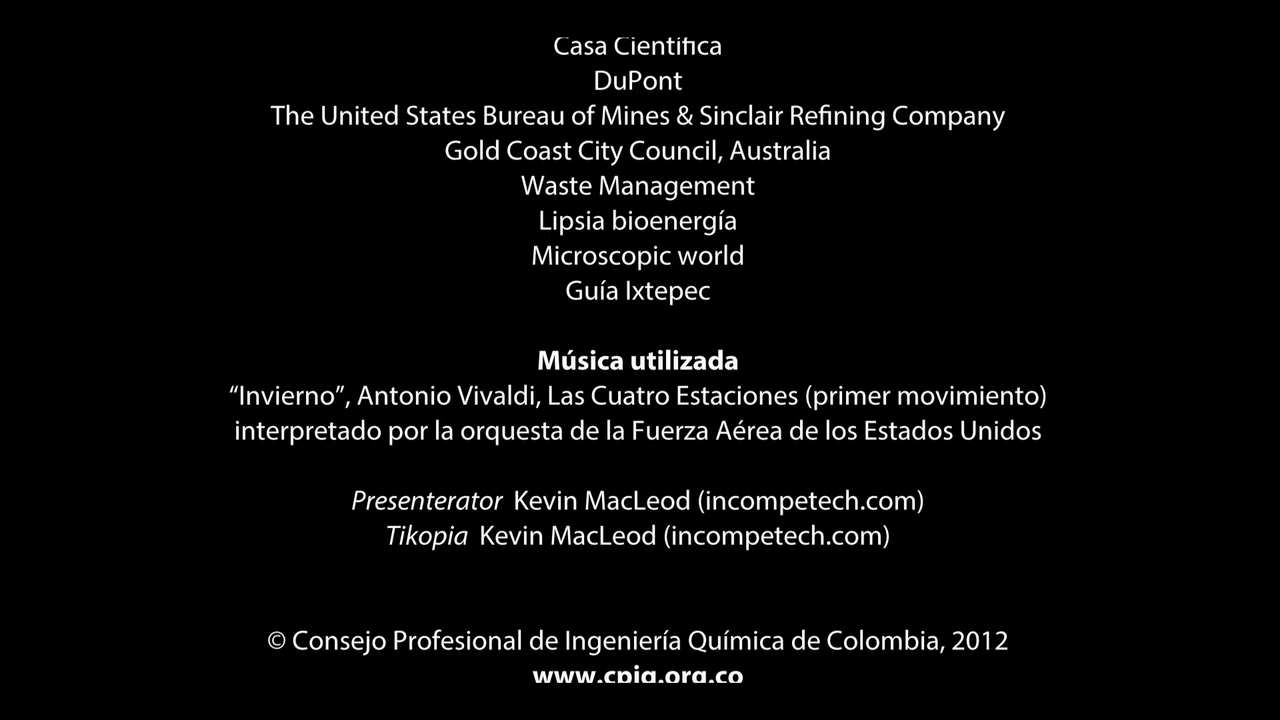 Casa Científica
DuPont
The United States Bureau of Mines & Sinclair Refining Company
Gold Coast City Council, Australia
Waste Management
Lipsia bioenergía
Microscopic world
Guía Ixtepec
Música utilizada
“Invierno”, Antonio Vivaldi, Las Cuatro Estaciones (primer movimiento)
interpretado por la orquesta de la Fuerza Aérea de los Estados Unidos
Presenterator Kevin MacLeod (incompetech.com)
Tikopia Kevin MacLeod (incompetech.com)
© Consejo Profesional de Ingeniería Química de Colombia, 2012
www.cpiq.org.co